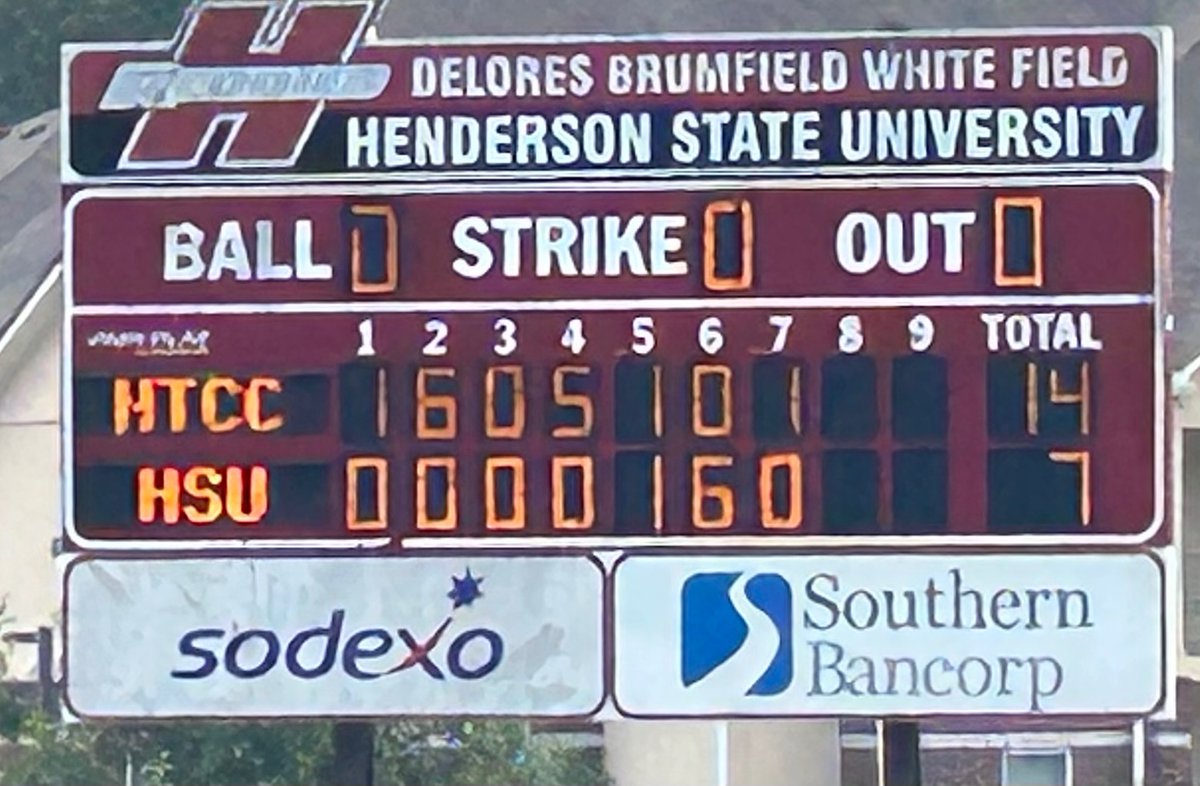 DELORES BRUMFIELD WHITE FIELD
HENDERSON STATE UNIVERSITY
BALL 0 STRIKE 0 OUT 0
1 2 3 4 5 6 7 8 9 TOTAL
HTCC 1 6 0 5 1 0 1 14
HSU 0 0 0 0 1 6 0 7
sodexo
Southern
Bancorp